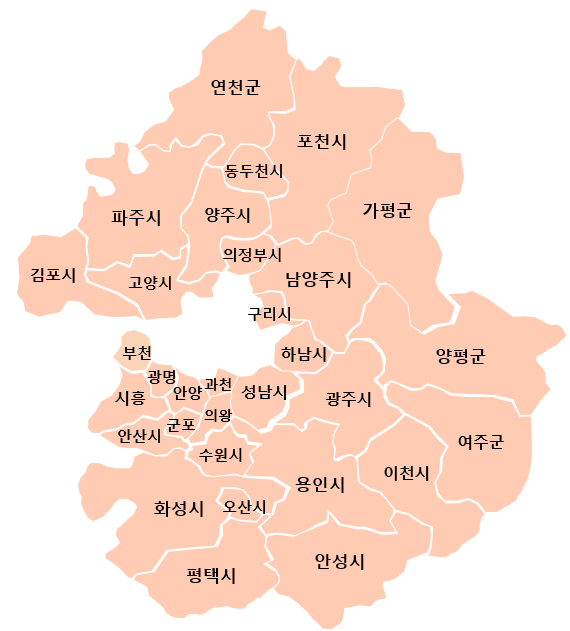 연천군
포천시
동두천시
가평군
파주시
양주시
의정부시
김포시
고양시
남양주시
구리시
부천
하남시
양평군
광명
안양
과천
성남시
시흥
의왕
광주시
군포
안산시
여주군
수원시
이천시
용인시
화성시
오산시
안성시
평택시